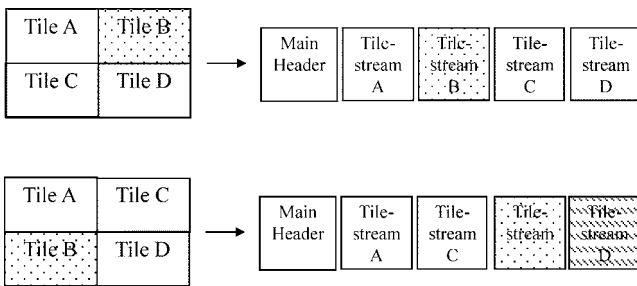 Tile A Tile B
Tile C Tile D
Main Header
Tile-stream A
Tile-stream B
Tile-stream C
Tile-stream D
Tile A Tile C
Tile B Tile D
Main Header
Tile-stream A
Tile-stream C
Tile-stream
Tile-stream D